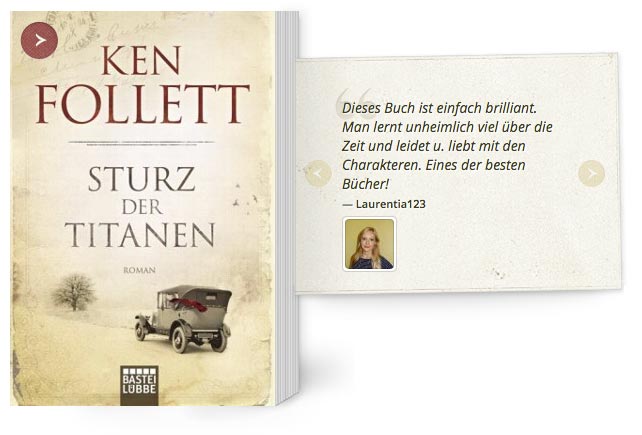 KEN
FOLLETT
STURZ
DER
TITANEN
ROMAN
BASTEI
LÜBBE
Dieses Buch ist einfach brilliant.
Man lernt unheimlich viel über die
Zeit und leidet u. liebt mit den
Charakteren. Eines der besten
Bücher!
— Laurentia123